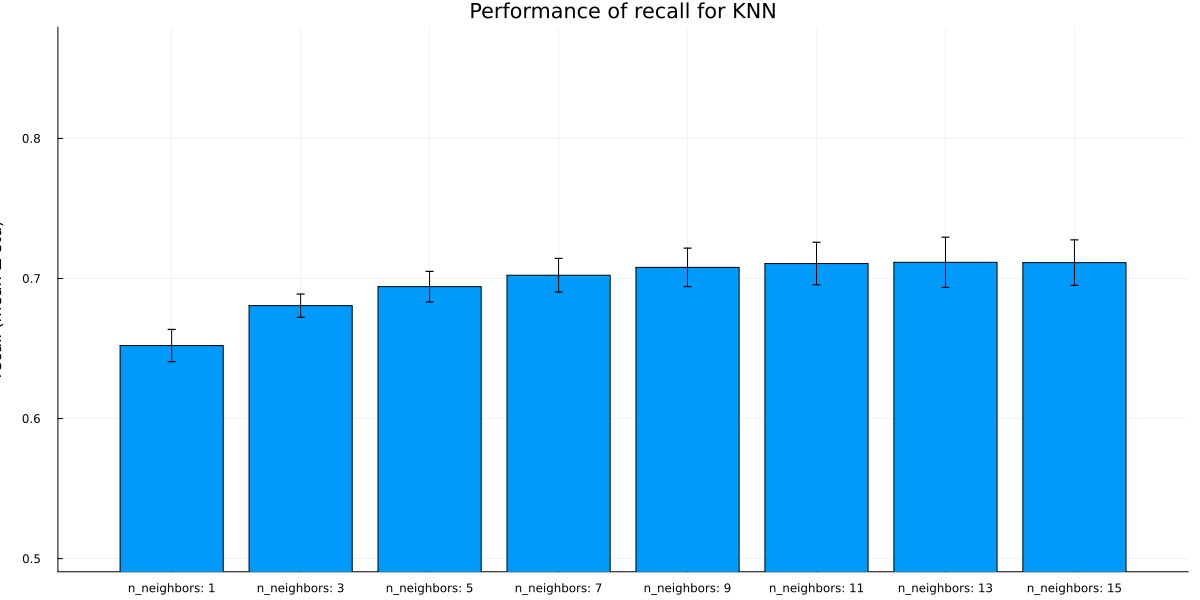 Performance of recall for KNN
0.8
0.7
0.6
0.5
n_neighbors: 1
n_neighbors: 3
n_neighbors: 5
n_neighbors: 7
n_neighbors: 9
n_neighbors: 11
n_neighbors: 13
n_neighbors: 15